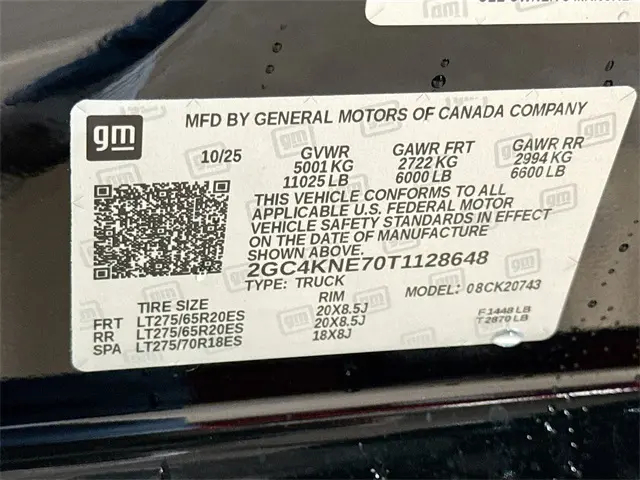 gm
MFD BY GENERAL MOTORS OF CANADA COMPANY
10/25 GVWR GAWR FRT GAWR RR
5001 KG 2722 KG 2994 KG
11025 LB 6000 LB 6600 LB
THIS VEHICLE CONFORMS TO ALL
APPLICABLE U.S. FEDERAL MOTOR
VEHICLE SAFETY STANDARDS IN EFFECT
ON THE DATE OF MANUFACTURE
SHOWN ABOVE.
2GC4KNE70T1128648
TYPE: TRUCK MODEL: 08CK20743
TIRE SIZE RIM
FRT LT275/65R20ES 20X8.5J F 1448 LB
RR LT275/65R20ES 20X8.5J T 2870 LB
SPA LT275/70R18ES 18X8J